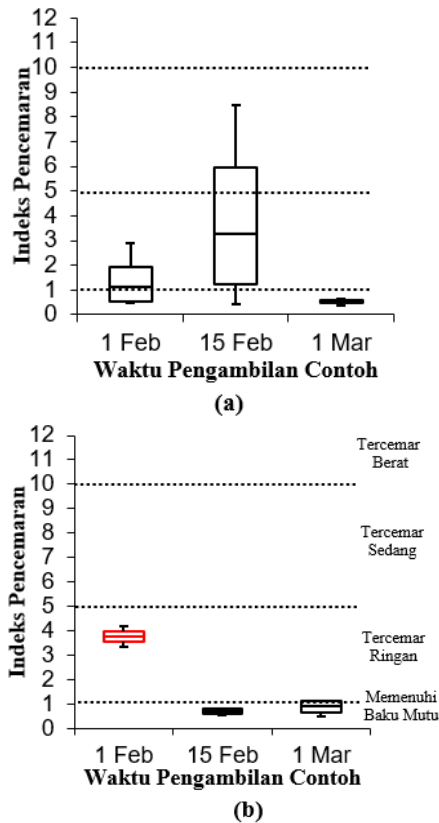 Indeks Pencemaran
12
11
10
9
8
7
6
5
4
3
2
1
0
1 Feb
15 Feb
1 Mar
Waktu Pengambilan Contoh
(a)
Indeks Pencemaran
12
11
10
9
8
7
6
5
4
3
2
1
0
Tercemar
Berat
Tercemar
Sedang
Tercemar
Ringan
Memenuhi
Baku Mutu
1 Feb
15 Feb
1 Mar
Waktu Pengambilan Contoh
(b)